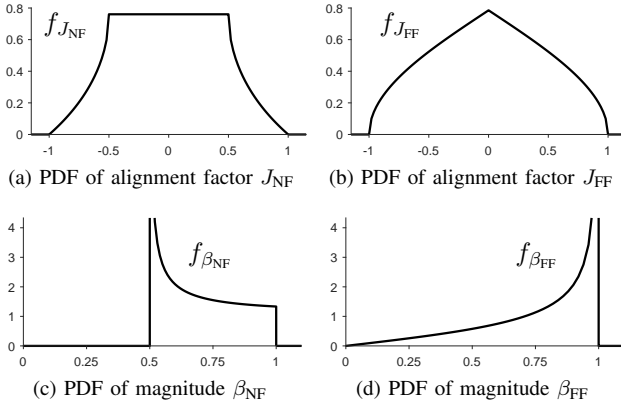 0.8 f_{J_NF} 0.8 f_{J_FF}
0.6 0.6
0.4 0.4
0.2 0.2
0 0
-1 -0.5 0 0.5 1 -1 -0.5 0 0.5 1
(a) PDF of alignment factor J_NF (b) PDF of alignment factor J_FF
4 4
f_{β_NF} f_{β_FF}
3 3
2 2
1 1
0 0
0 0.25 0.5 0.75 1 0 0.25 0.5 0.75 1
(c) PDF of magnitude β_NF (d) PDF of magnitude β_FF